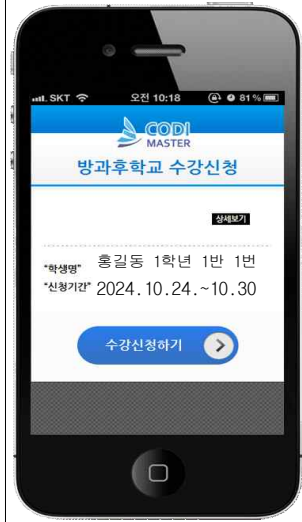 SKT 오전 10:18 81%
CODI
MASTER
방과후학교 수강신청
상세보기
"학생명" 홍길동 1학년 1반 1번
"신청기간" 2024.10.24.~10.30
수강신청하기